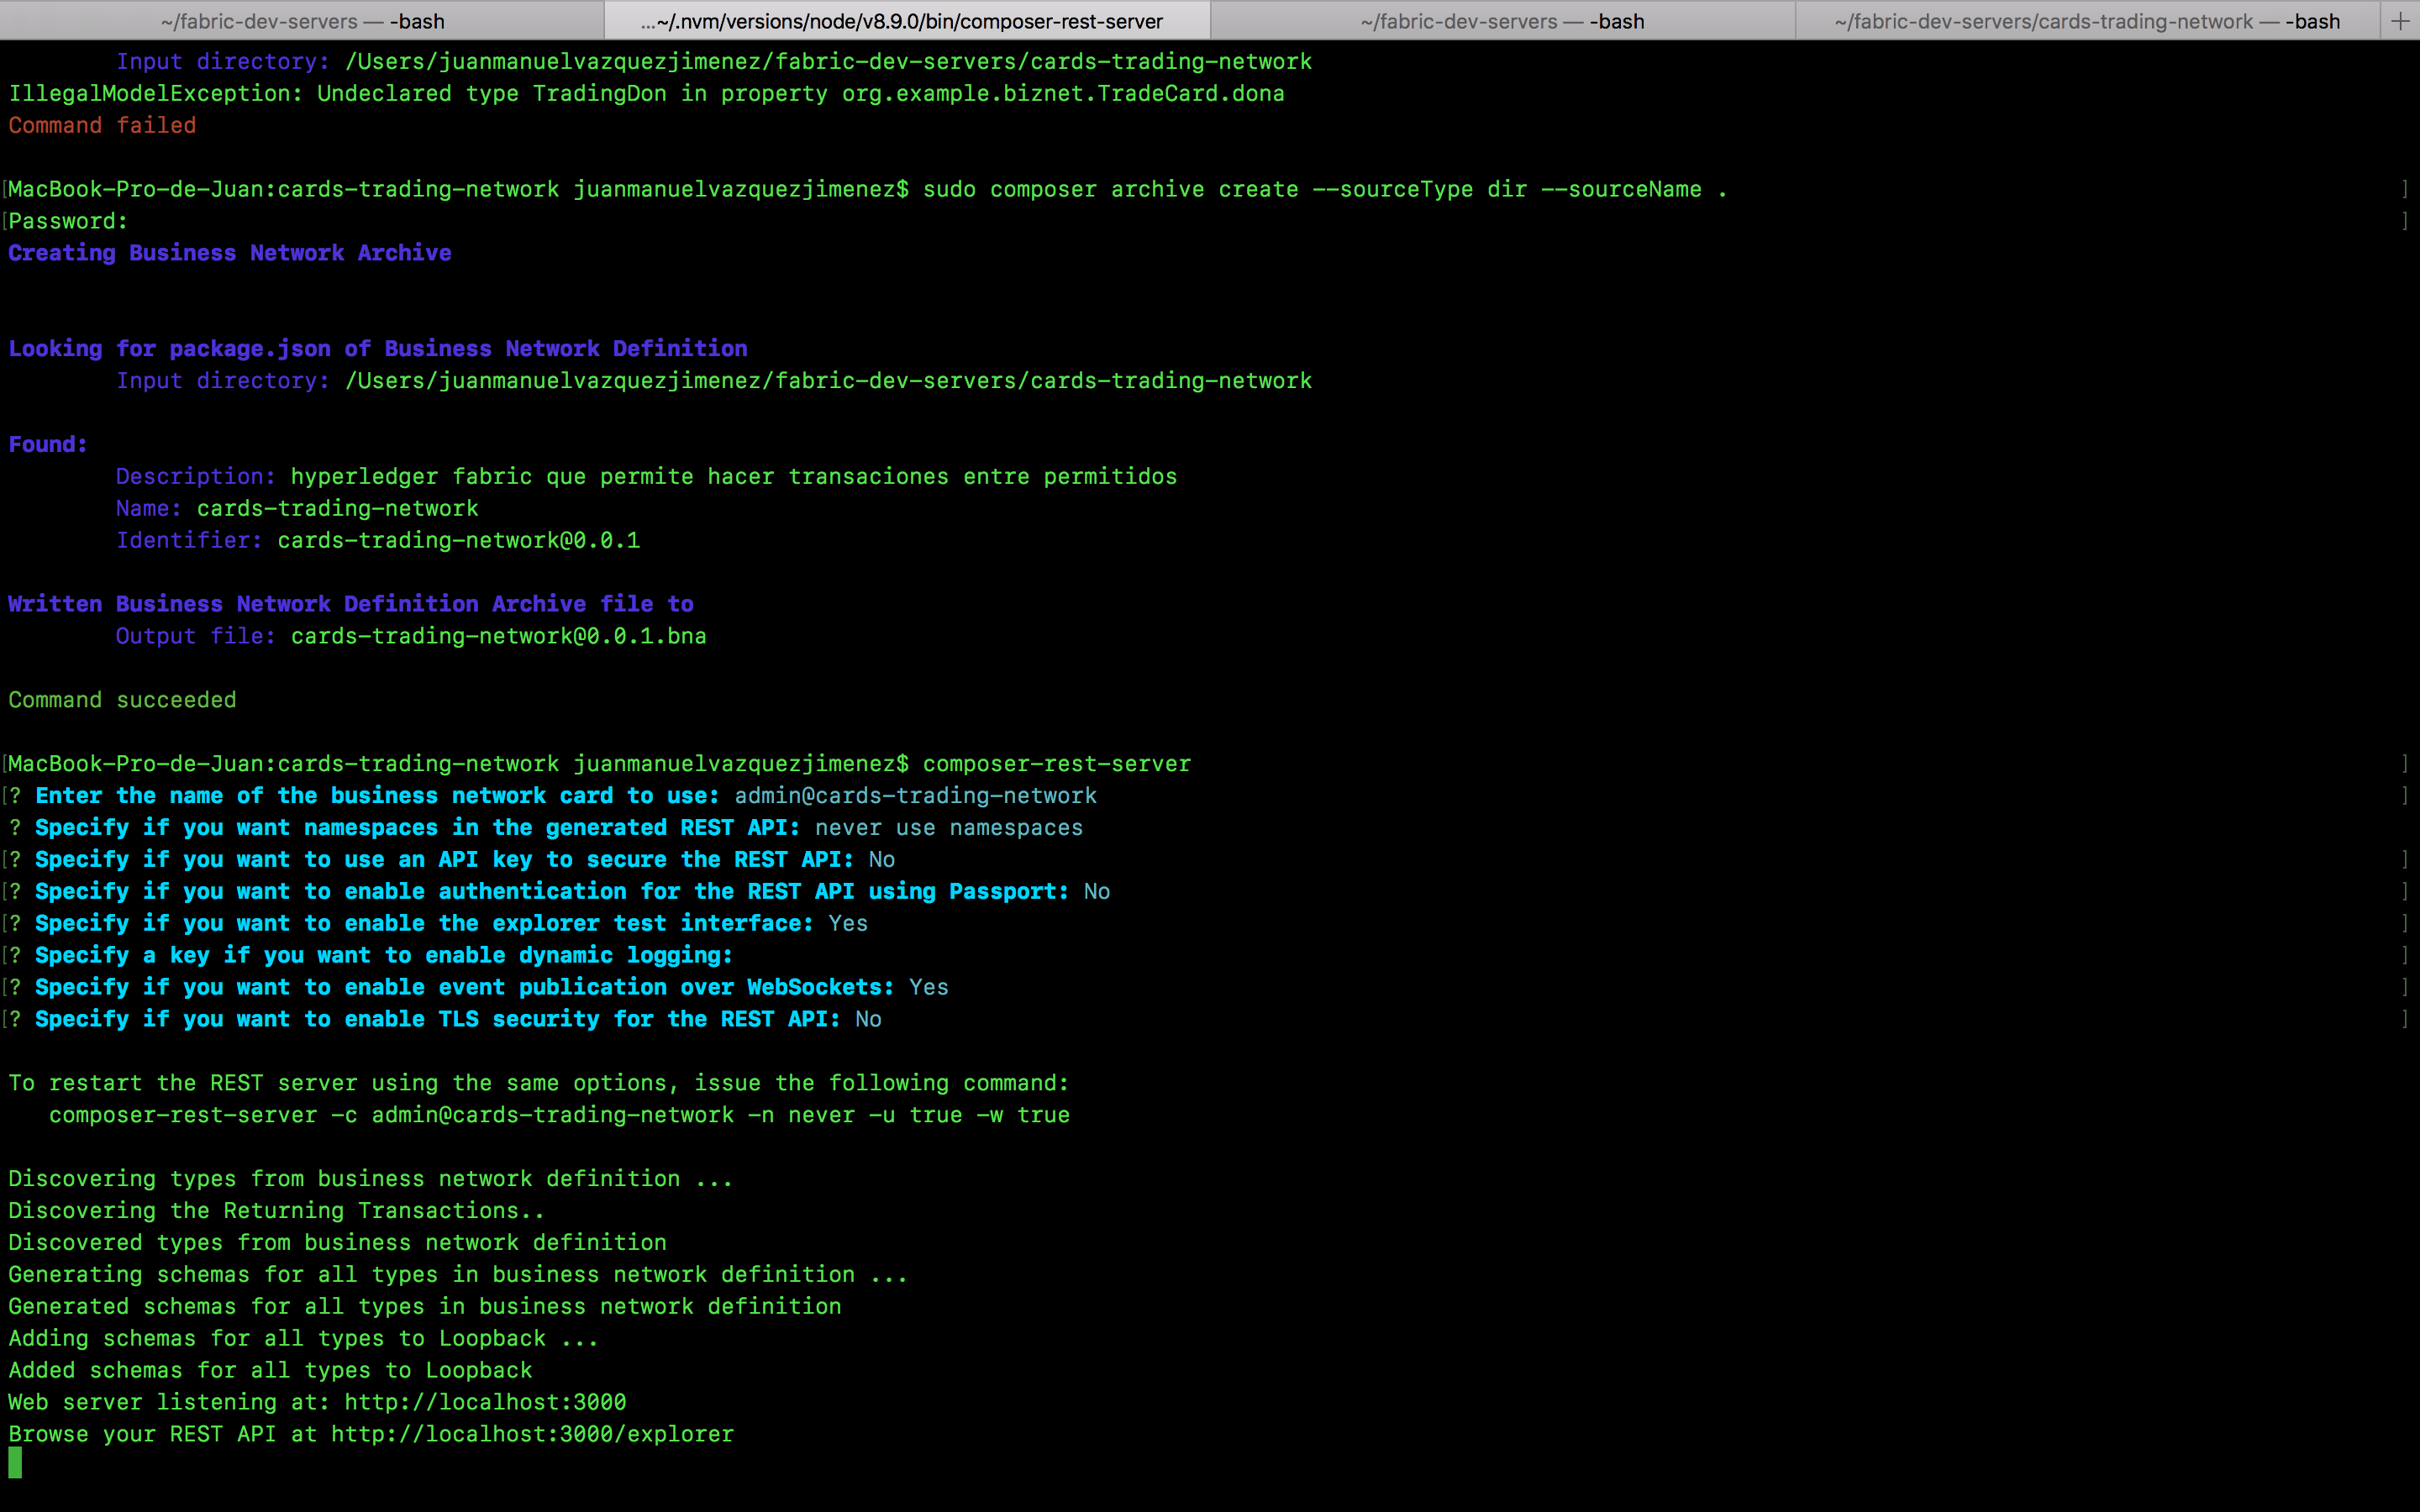 ~/fabric-dev-servers — -bash
...~/.nvm/versions/node/v8.9.0/bin/composer-rest-server
~/fabric-dev-servers — -bash
~/fabric-dev-servers/cards-trading-network — -bash
+
Input directory: /Users/juanmanuelvazquezjimenez/fabric-dev-servers/cards-trading-network
IllegalModelException: Undeclared type TradingDon in property org.example.biznet.TradeCard.dona
Command failed
[MacBook-Pro-de-Juan:cards-trading-network juanmanuelvazquezjimenez$ sudo composer archive create --sourceType dir --sourceName . ]
[Password: ]
Creating Business Network Archive
Looking for package.json of Business Network Definition
Input directory: /Users/juanmanuelvazquezjimenez/fabric-dev-servers/cards-trading-network
Found:
Description: hyperledger fabric que permite hacer transaciones entre permitidos
Name: cards-trading-network
Identifier: cards-trading-network@0.0.1
Written Business Network Definition Archive file to
Output file: cards-trading-network@0.0.1.bna
Command succeeded
[MacBook-Pro-de-Juan:cards-trading-network juanmanuelvazquezjimenez$ composer-rest-server ]
[? Enter the name of the business network card to use: admin@cards-trading-network ]
? Specify if you want namespaces in the generated REST API: never use namespaces
[? Specify if you want to use an API key to secure the REST API: No ]
[? Specify if you want to enable authentication for the REST API using Passport: No ]
[? Specify if you want to enable the explorer test interface: Yes ]
[? Specify a key if you want to enable dynamic logging: ]
[? Specify if you want to enable event publication over WebSockets: Yes ]
[? Specify if you want to enable TLS security for the REST API: No ]
To restart the REST server using the same options, issue the following command:
composer-rest-server -c admin@cards-trading-network -n never -u true -w true
Discovering types from business network definition ...
Discovering the Returning Transactions..
Discovered types from business network definition
Generating schemas for all types in business network definition ...
Generated schemas for all types in business network definition
Adding schemas for all types to Loopback ...
Added schemas for all types to Loopback
Web server listening at: http://localhost:3000
Browse your REST API at http://localhost:3000/explorer